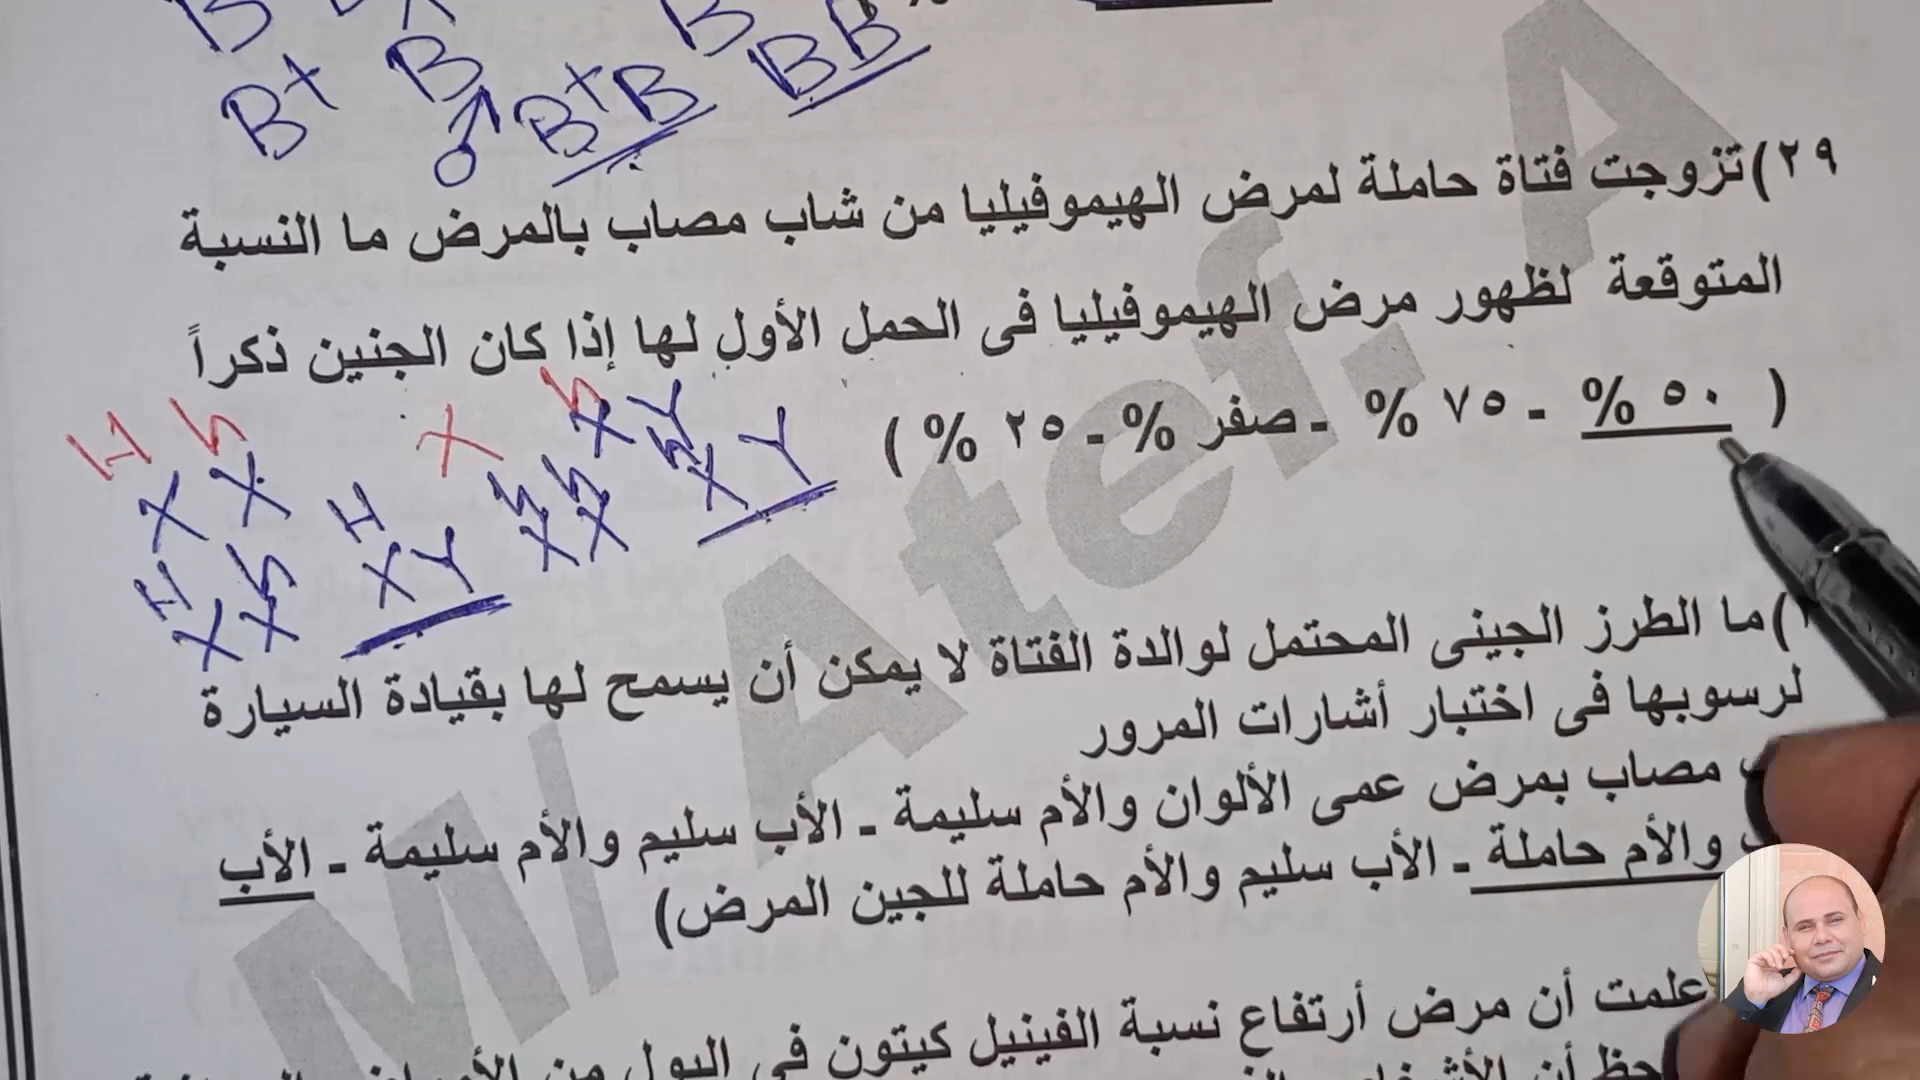 B
B
B+ B B+B BB
٢٩) تزوجت فتاة حاملة لمرض الهيموفيليا من شاب مصاب بالمرض ما النسبة
المتوقعة لظهور مرض الهيموفيليا فى الحمل الأول لها إذا كان الجنين ذكراً
( ٥٠ % - ٧٥ % - صفر % - ٢٥ % )
H h X h
X X X Y
H h H h h h
X X X Y X X X Y
)ما الطرز الجينى المحتمل لوالدة الفتاة لا يمكن أن يسمح لها بقيادة السيارة
لرسوبها فى اختبار أشارات المرور
مصاب بمرض عمى الألوان والأم سليمة - الأب سليم والأم سليمة - الأب
والأم حاملة - الأب سليم والأم حاملة للجين المرض)
علمت أن مرض أرتفاع نسبة الفينيل كيتون فى البول من
M/ Atef. A